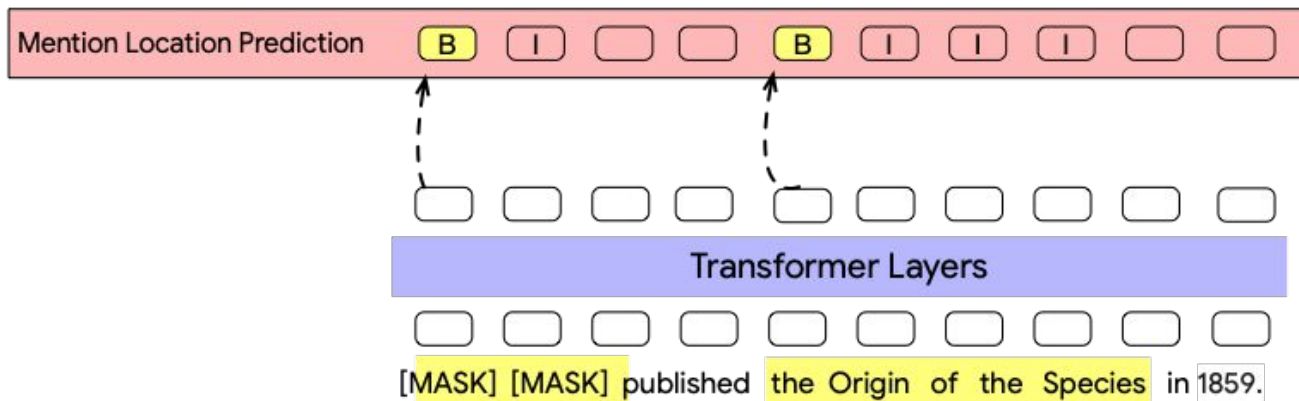 Mention Location Prediction B I B I I I
Transformer Layers
[MASK] [MASK] published the Origin of the Species in 1859.